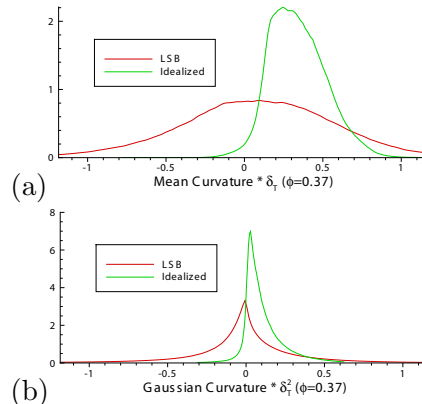 2
1
0
LSB
Idealized
-1
-0.5
0
0.5
1
(a)
Mean Curvature * δT (ϕ=0.37)
8
6
4
2
0
LSB
Idealized
-1
-0.5
0
0.5
1
(b)
Gaussian Curvature * δT² (ϕ=0.37)